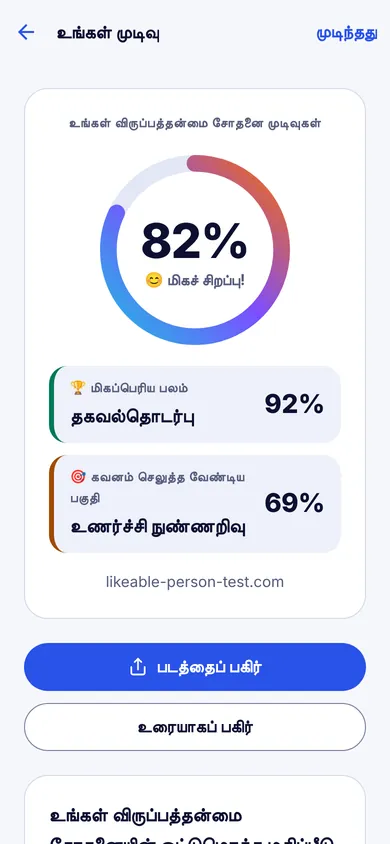 உங்கள் முடிவு
முடிந்தது
உங்கள் விருப்பத்தன்மை சோதனை முடிவுகள்
82%
😊 மிகச் சிறப்பு!
🏆 மிகப்பெரிய பலம்
தகவல்தொடர்பு
92%
🎯 கவனம் செலுத்த வேண்டிய
பகுதி
உணர்ச்சி நுண்ணறிவு
69%
likeable-person-test.com
படத்தைப் பகிர்
உரையாகப் பகிர்
உங்கள் விருப்பத்தன்மை